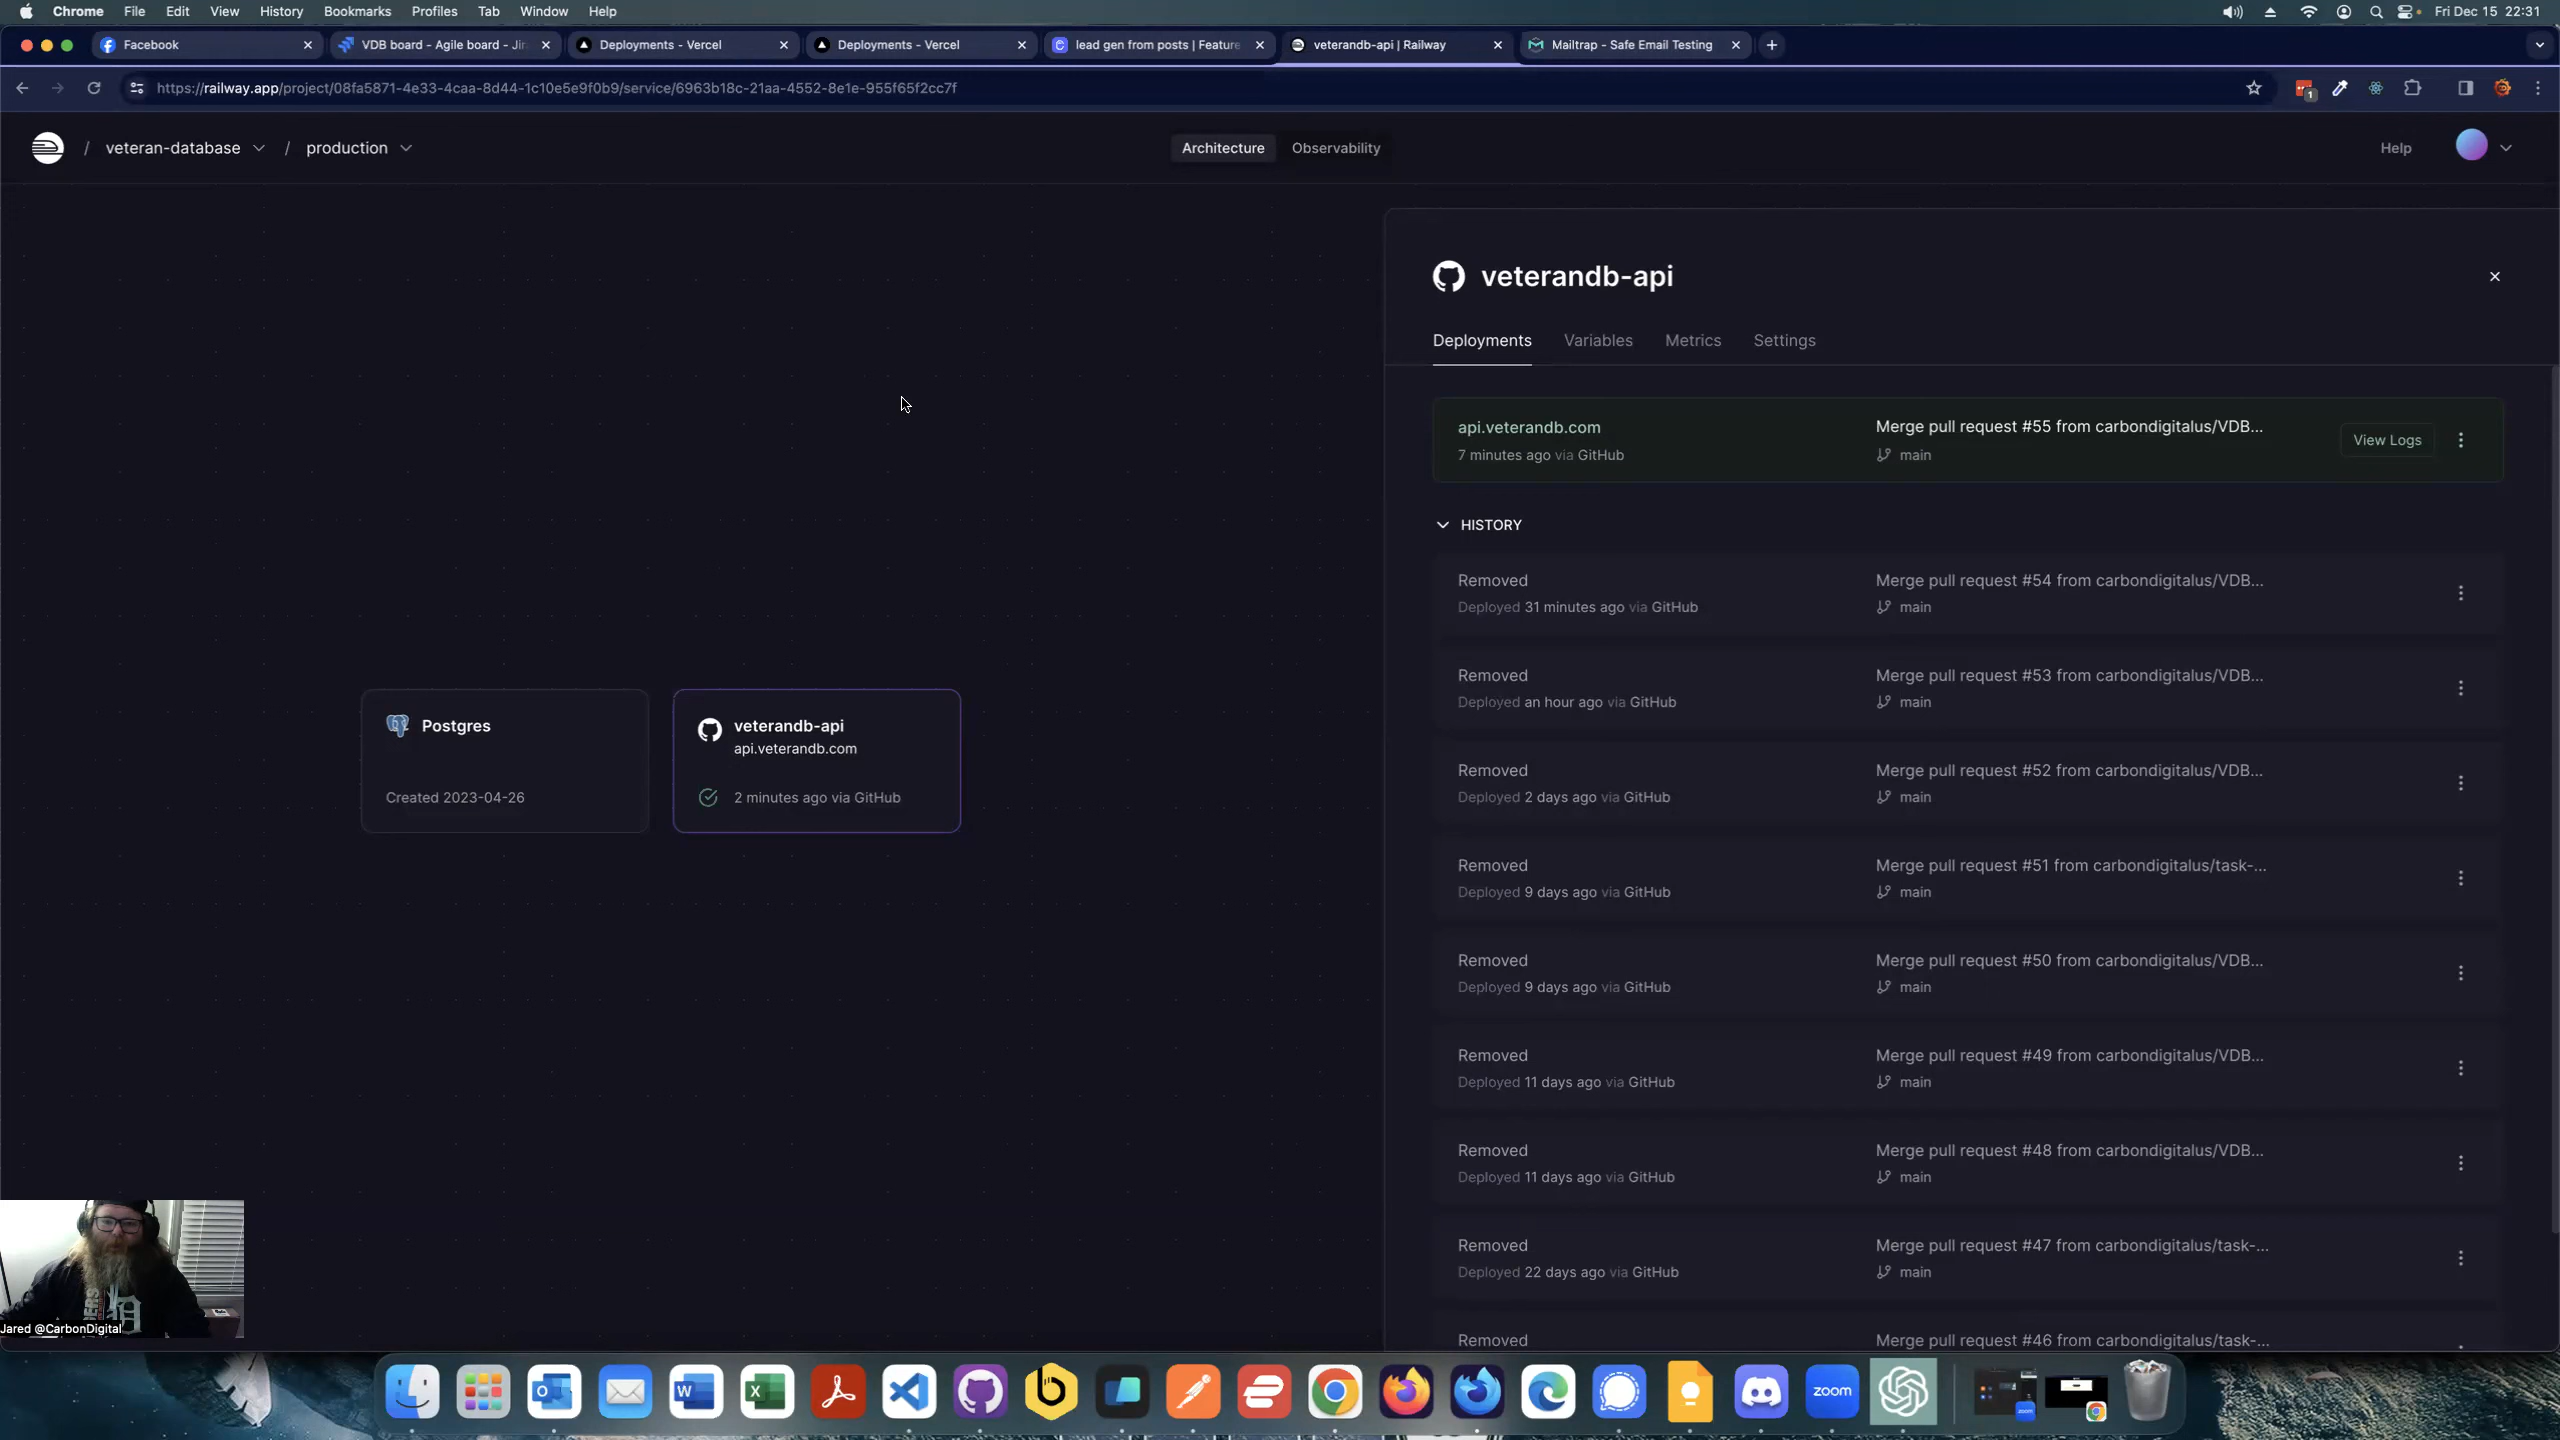 Chrome File Edit View History Bookmarks Profiles Tab Window Help Fri Dec 15 22:31
Facebook VDB board - Agile board - Jir Deployments - Vercel Deployments - Vercel lead gen from posts | Feature veterandb-api | Railway Mailtrap - Safe Email Testing
https://railway.app/project/08fa5871-4e33-4caa-8d44-1c10e5e9f0b9/service/6963b18c-21aa-4552-8e1e-955f65f2cc7f 1
/ veteran-database / production Architecture Observability Help
veterandb-api
Deployments Variables Metrics Settings
api.veterandb.com Merge pull request #55 from carbondigitalus/VDB... View Logs
7 minutes ago via GitHub main
HISTORY
Removed Merge pull request #54 from carbondigitalus/VDB...
Deployed 31 minutes ago via GitHub main
Removed Merge pull request #53 from carbondigitalus/VDB...
Deployed an hour ago via GitHub main
Removed Merge pull request #52 from carbondigitalus/VDB...
Deployed 2 days ago via GitHub main
Removed Merge pull request #51 from carbondigitalus/task-...
Deployed 9 days ago via GitHub main
Removed Merge pull request #50 from carbondigitalus/VDB...
Deployed 9 days ago via GitHub main
Removed Merge pull request #49 from carbondigitalus/VDB...
Deployed 11 days ago via GitHub main
Removed Merge pull request #48 from carbondigitalus/VDB...
Deployed 11 days ago via GitHub main
Removed Merge pull request #47 from carbondigitalus/task-...
Deployed 22 days ago via GitHub main
Removed Merge pull request #46 from carbondigitalus/task-...
Postgres
Created 2023-04-26
veterandb-api
api.veterandb.com
2 minutes ago via GitHub
Jared @CarbonDigital
zoom